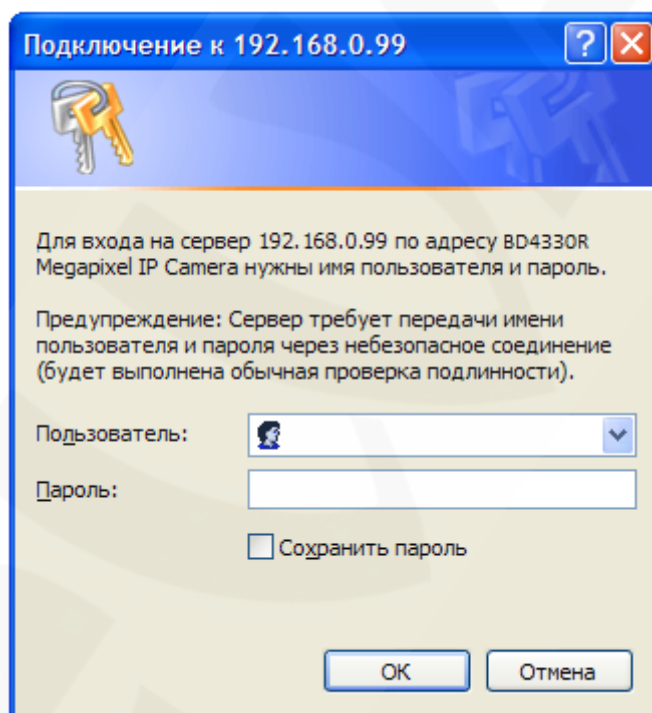 Подключение к 192.168.0.99
Для входа на сервер 192.168.0.99 по адресу BD4330R
Megapixel IP Camera нужны имя пользователя и пароль.
Предупреждение: Сервер требует передачи имени
пользователя и пароля через небезопасное соединение
(будет выполнена обычная проверка подлинности).
Пользователь:
Пароль:
Сохранить пароль
ОК Отмена